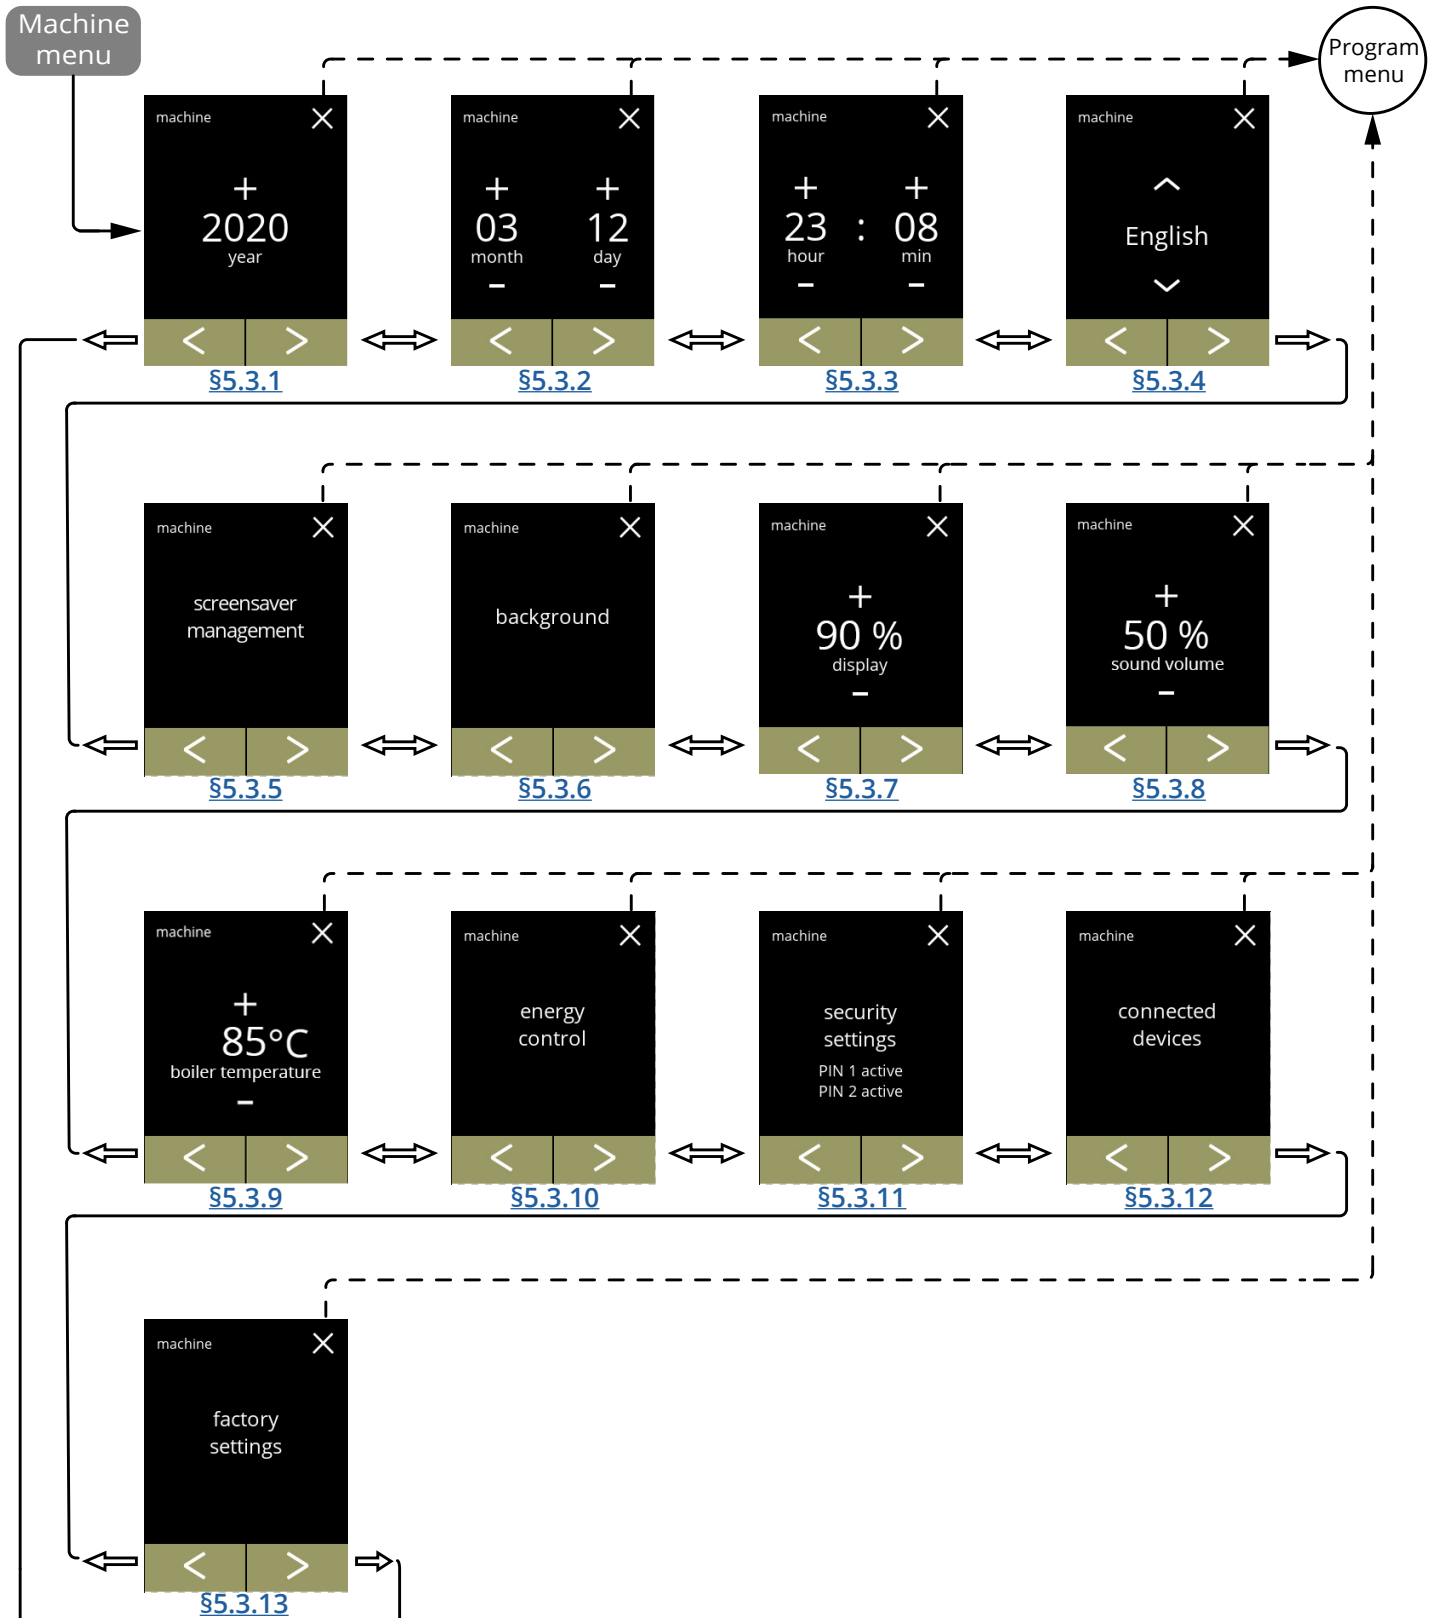 Machine
menu
Program
menu
machine
+
2020
year
machine
+ +
03 12
month day
- -
machine
+ +
23 : 08
hour min
- -
machine
English
< > < > < > < >
§5.3.1 §5.3.2 §5.3.3 §5.3.4
machine
screensaver
management
machine
background
machine
+
90 %
display
-
machine
+
50 %
sound volume
-
< > < > < > < >
§5.3.5 §5.3.6 §5.3.7 §5.3.8
machine
+
85°C
boiler temperature
-
machine
energy
control
machine
security
settings
PIN 1 active
PIN 2 active
machine
connected
devices
< > < > < > < >
§5.3.9 §5.3.10 §5.3.11 §5.3.12
machine
factory
settings
< >
§5.3.13